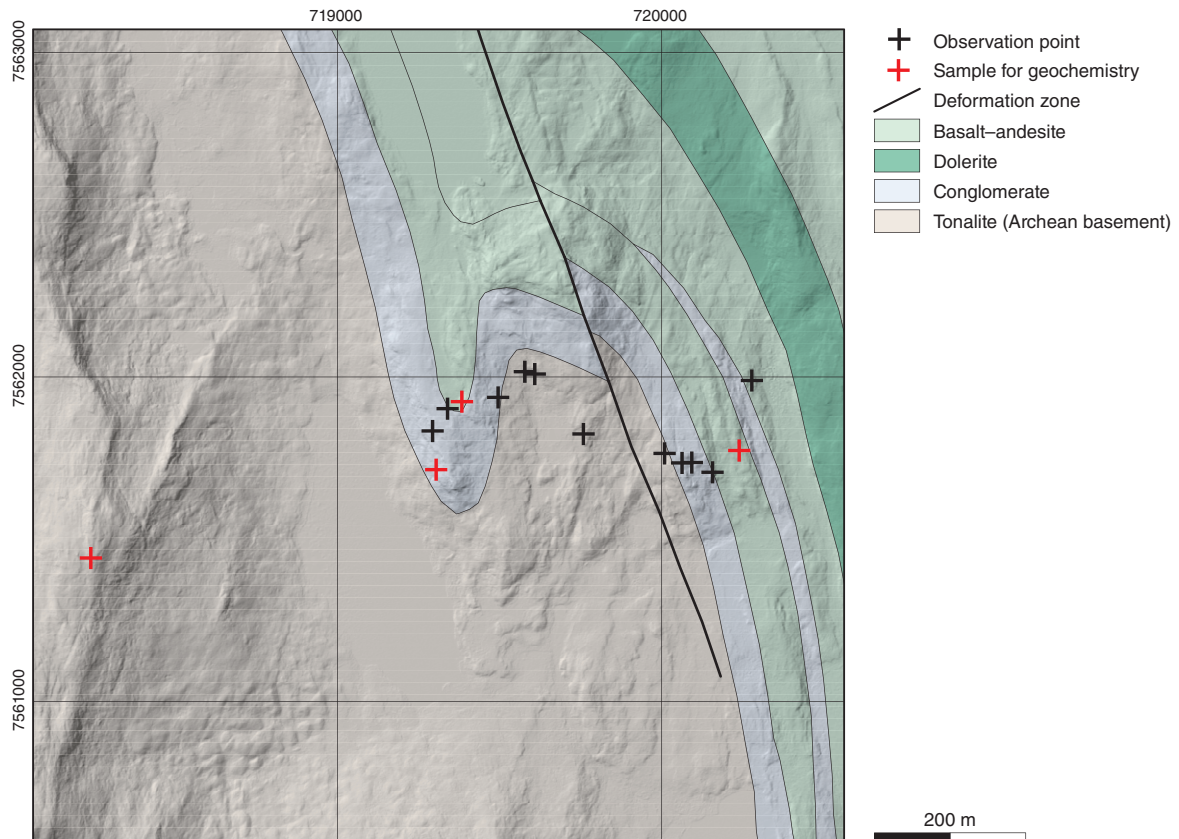 719000
720000
7563000
7562000
7561000
Observation point
Sample for geochemistry
Deformation zone
Basalt–andesite
Dolerite
Conglomerate
Tonalite (Archean basement)
200 m